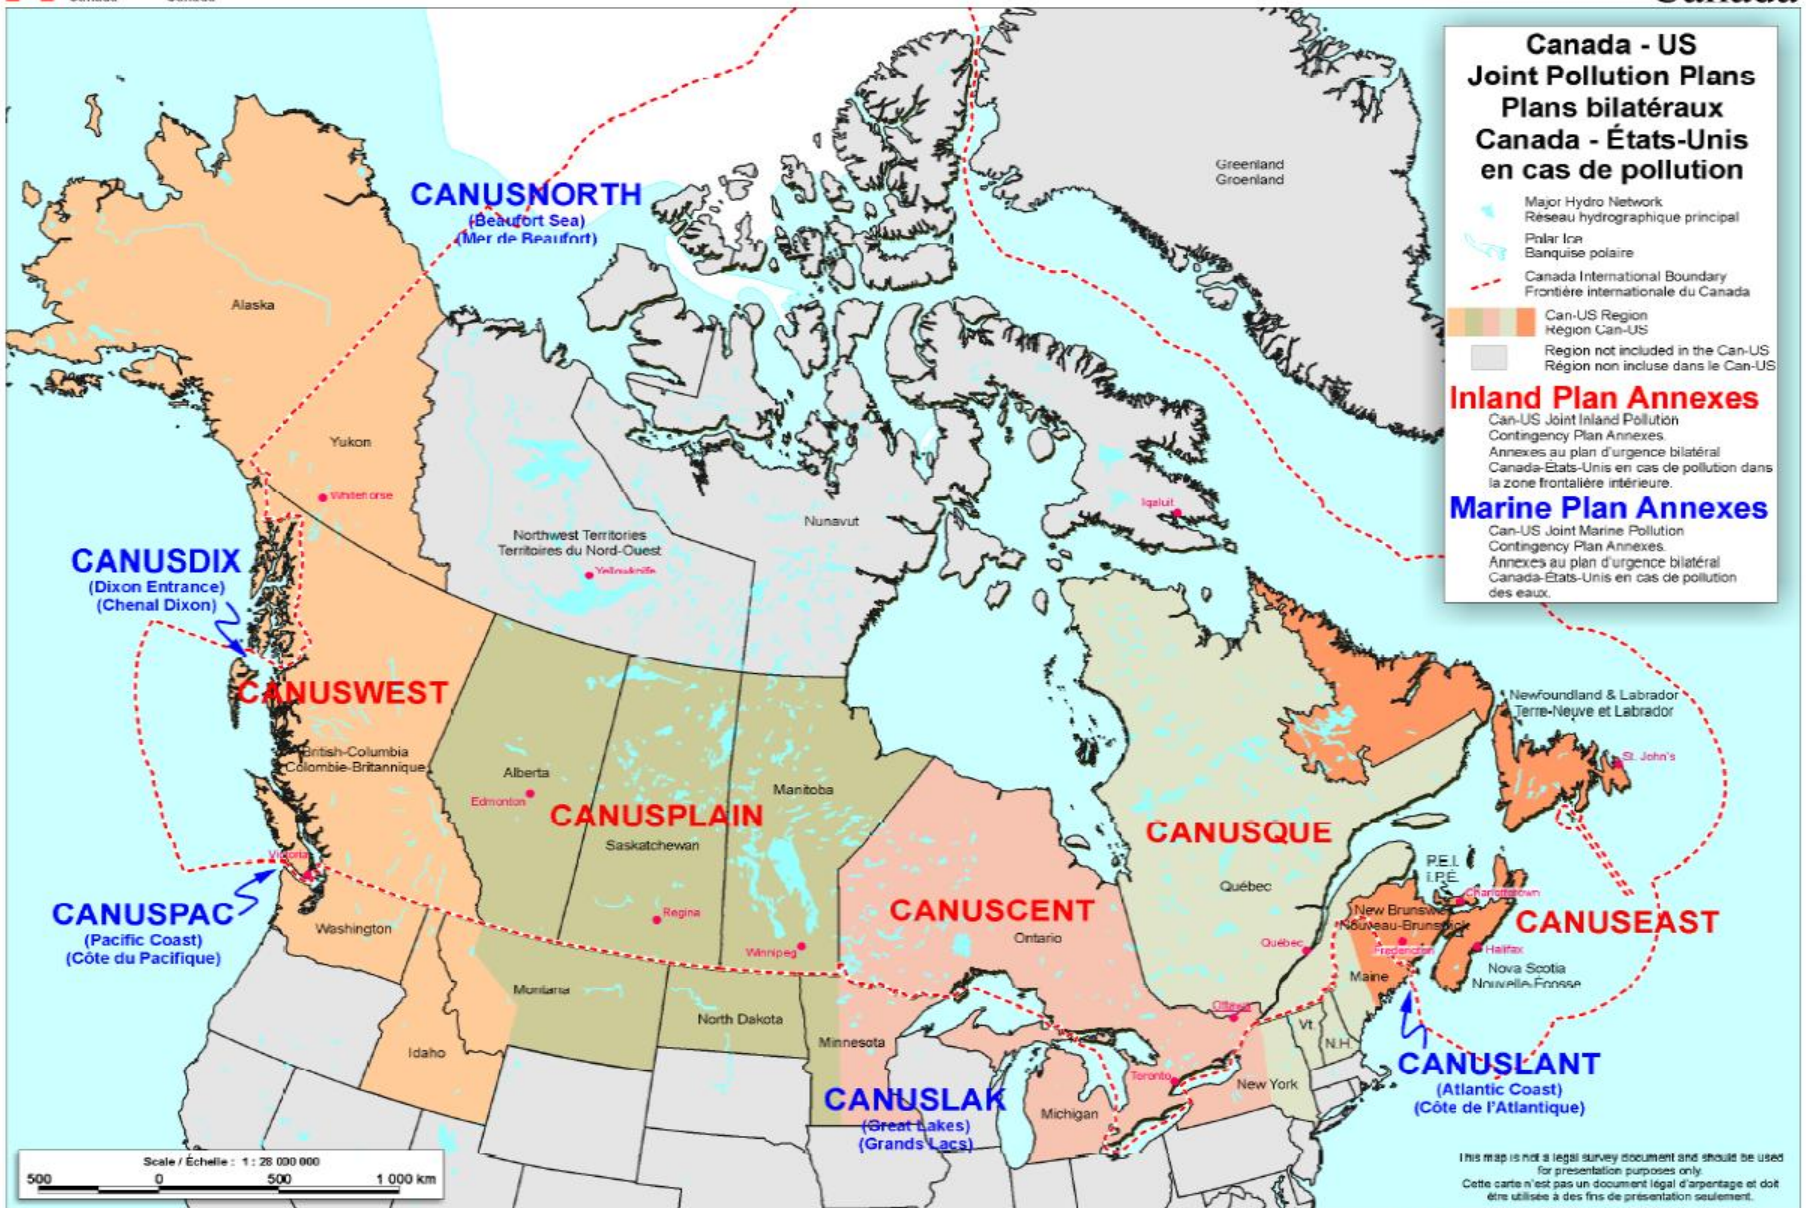 Canada - US
Joint Pollution Plans
Plans bilatéraux
Canada - États-Unis
en cas de pollution
Major Hydro Network
Réseau hydrographique principal
Polar Ice
Banquise polaire
Canada International Boundary
Frontière internationale du Canada
Can-US Region
Région Can-US
Region not included in the Can-US
Région non incluse dans le Can-US
Inland Plan Annexes
Can-US Joint Inland Pollution
Contingency Plan Annexes.
Annexes au plan d'urgence bilatéral
Canada-États-Unis en cas de pollution dans
la zone frontalière intérieure.
Marine Plan Annexes
Can-US Joint Marine Pollution
Contingency Plan Annexes.
Annexes au plan d'urgence bilatéral
Canada-États-Unis en cas de pollution
des eaux.
Greenland
Groenland
CANUSNORTH
(Beaufort Sea)
(Mer de Beaufort)
Alaska
Yukon
Whitehorse
Northwest Territories
Territoires du Nord-Ouest
Yellowknife
Nunavut
Iqaluit
CANUSDIX
(Dixon Entrance)
(Chenal Dixon)
CANUSWEST
British-Columbia
Colombie-Britannique
Victoria
CANUSPAC
(Pacific Coast)
(Côte du Pacifique)
Washington
Idaho
Alberta
Edmonton
CANUSPLAIN
Saskatchewan
Regina
Manitoba
Winnipeg
Montana
North Dakota
Minnesota
CANUSCENT
Ontario
Ottawa
Toronto
CANUSLAK
(Great Lakes)
(Grands Lacs)
Michigan
New York
CANUSQUE
Québec
Québec
Vt.
N.H.
Maine
Newfoundland & Labrador
Terre-Neuve et Labrador
St. John's
P.E.I.
Î.P.É.
Charlottetown
New Brunswick
Nouveau-Brunswick
Fredericton
Halifax
CANUSEAST
Nova Scotia
Nouvelle-Écosse
CANUSLANT
(Atlantic Coast)
(Côte de l'Atlantique)
Scale / Échelle : 1 : 28 000 000
500 0 500 1 000 km
This map is not a legal survey document and should be used
for presentation purposes only.
Cette carte n'est pas un document légal d'arpentage et doit
être utilisée à des fins de présentation seulement.